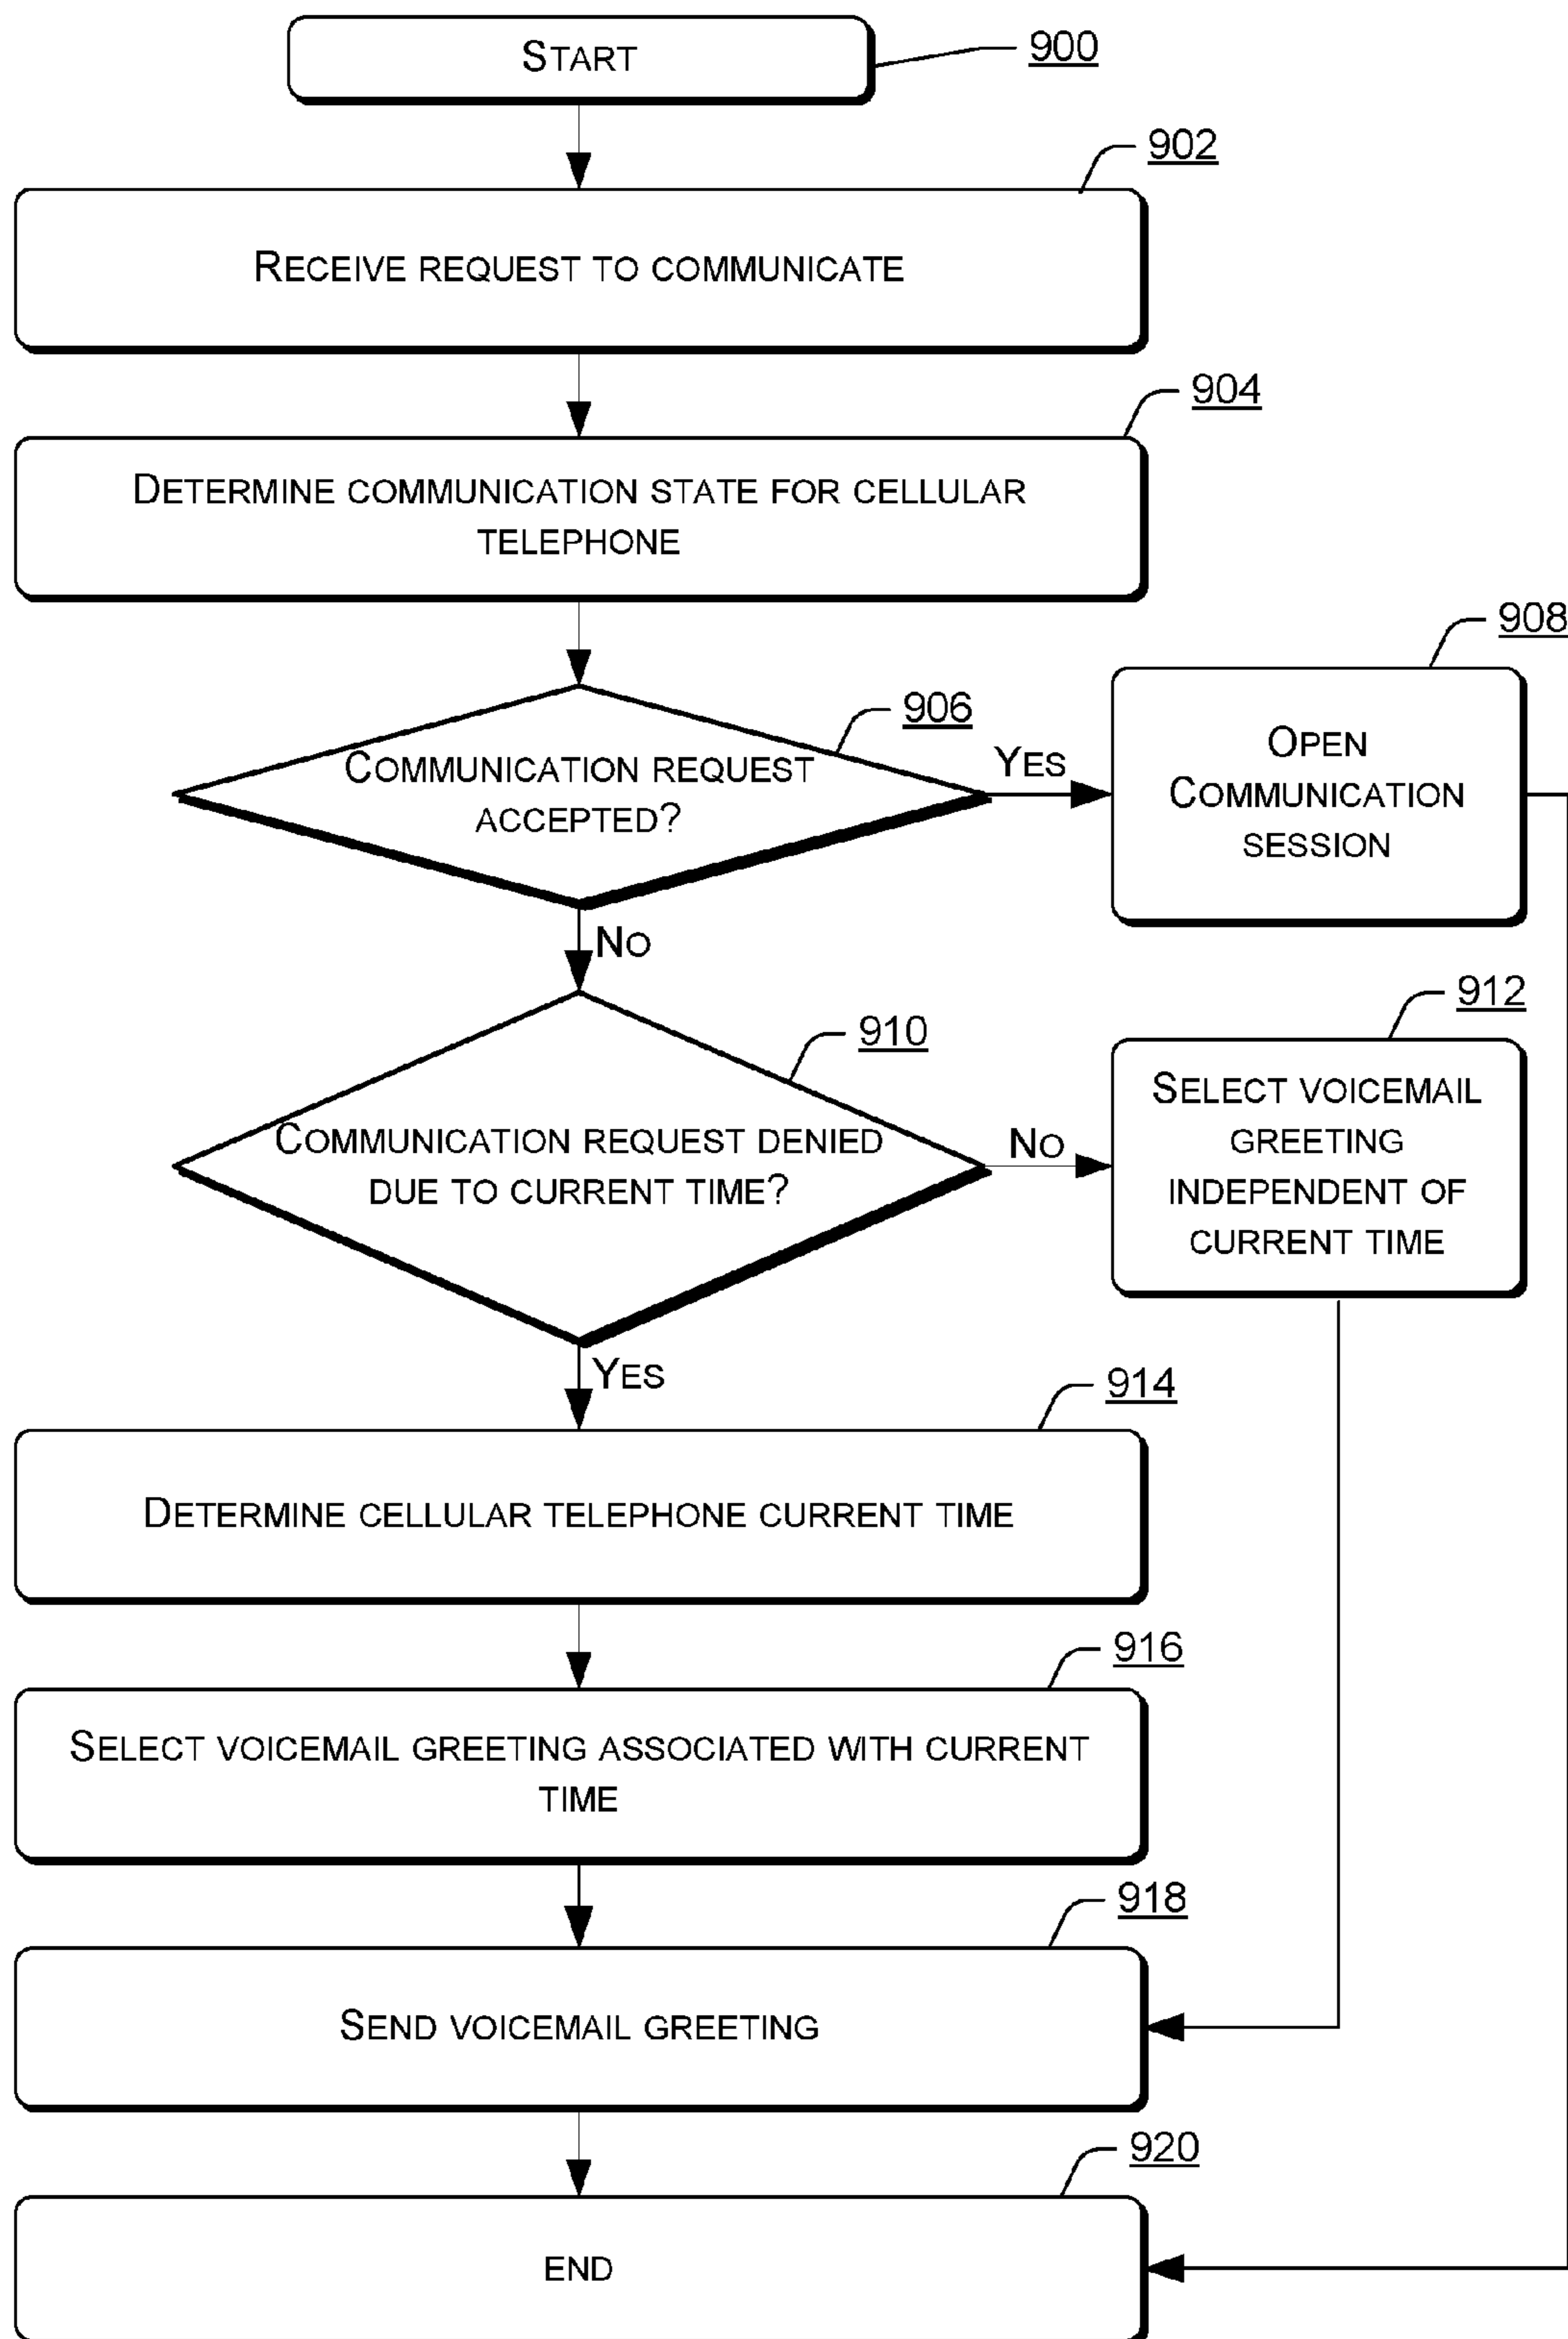 START
900
902
RECEIVE REQUEST TO COMMUNICATE
904
DETERMINE COMMUNICATION STATE FOR CELLULAR
TELEPHONE
906
COMMUNICATION REQUEST
ACCEPTED?
YES
908
OPEN
COMMUNICATION
SESSION
NO
910
COMMUNICATION REQUEST DENIED
DUE TO CURRENT TIME?
NO
912
SELECT VOICEMAIL
GREETING
INDEPENDENT OF
CURRENT TIME
YES
914
DETERMINE CELLULAR TELEPHONE CURRENT TIME
916
SELECT VOICEMAIL GREETING ASSOCIATED WITH CURRENT
TIME
918
SEND VOICEMAIL GREETING
920
END